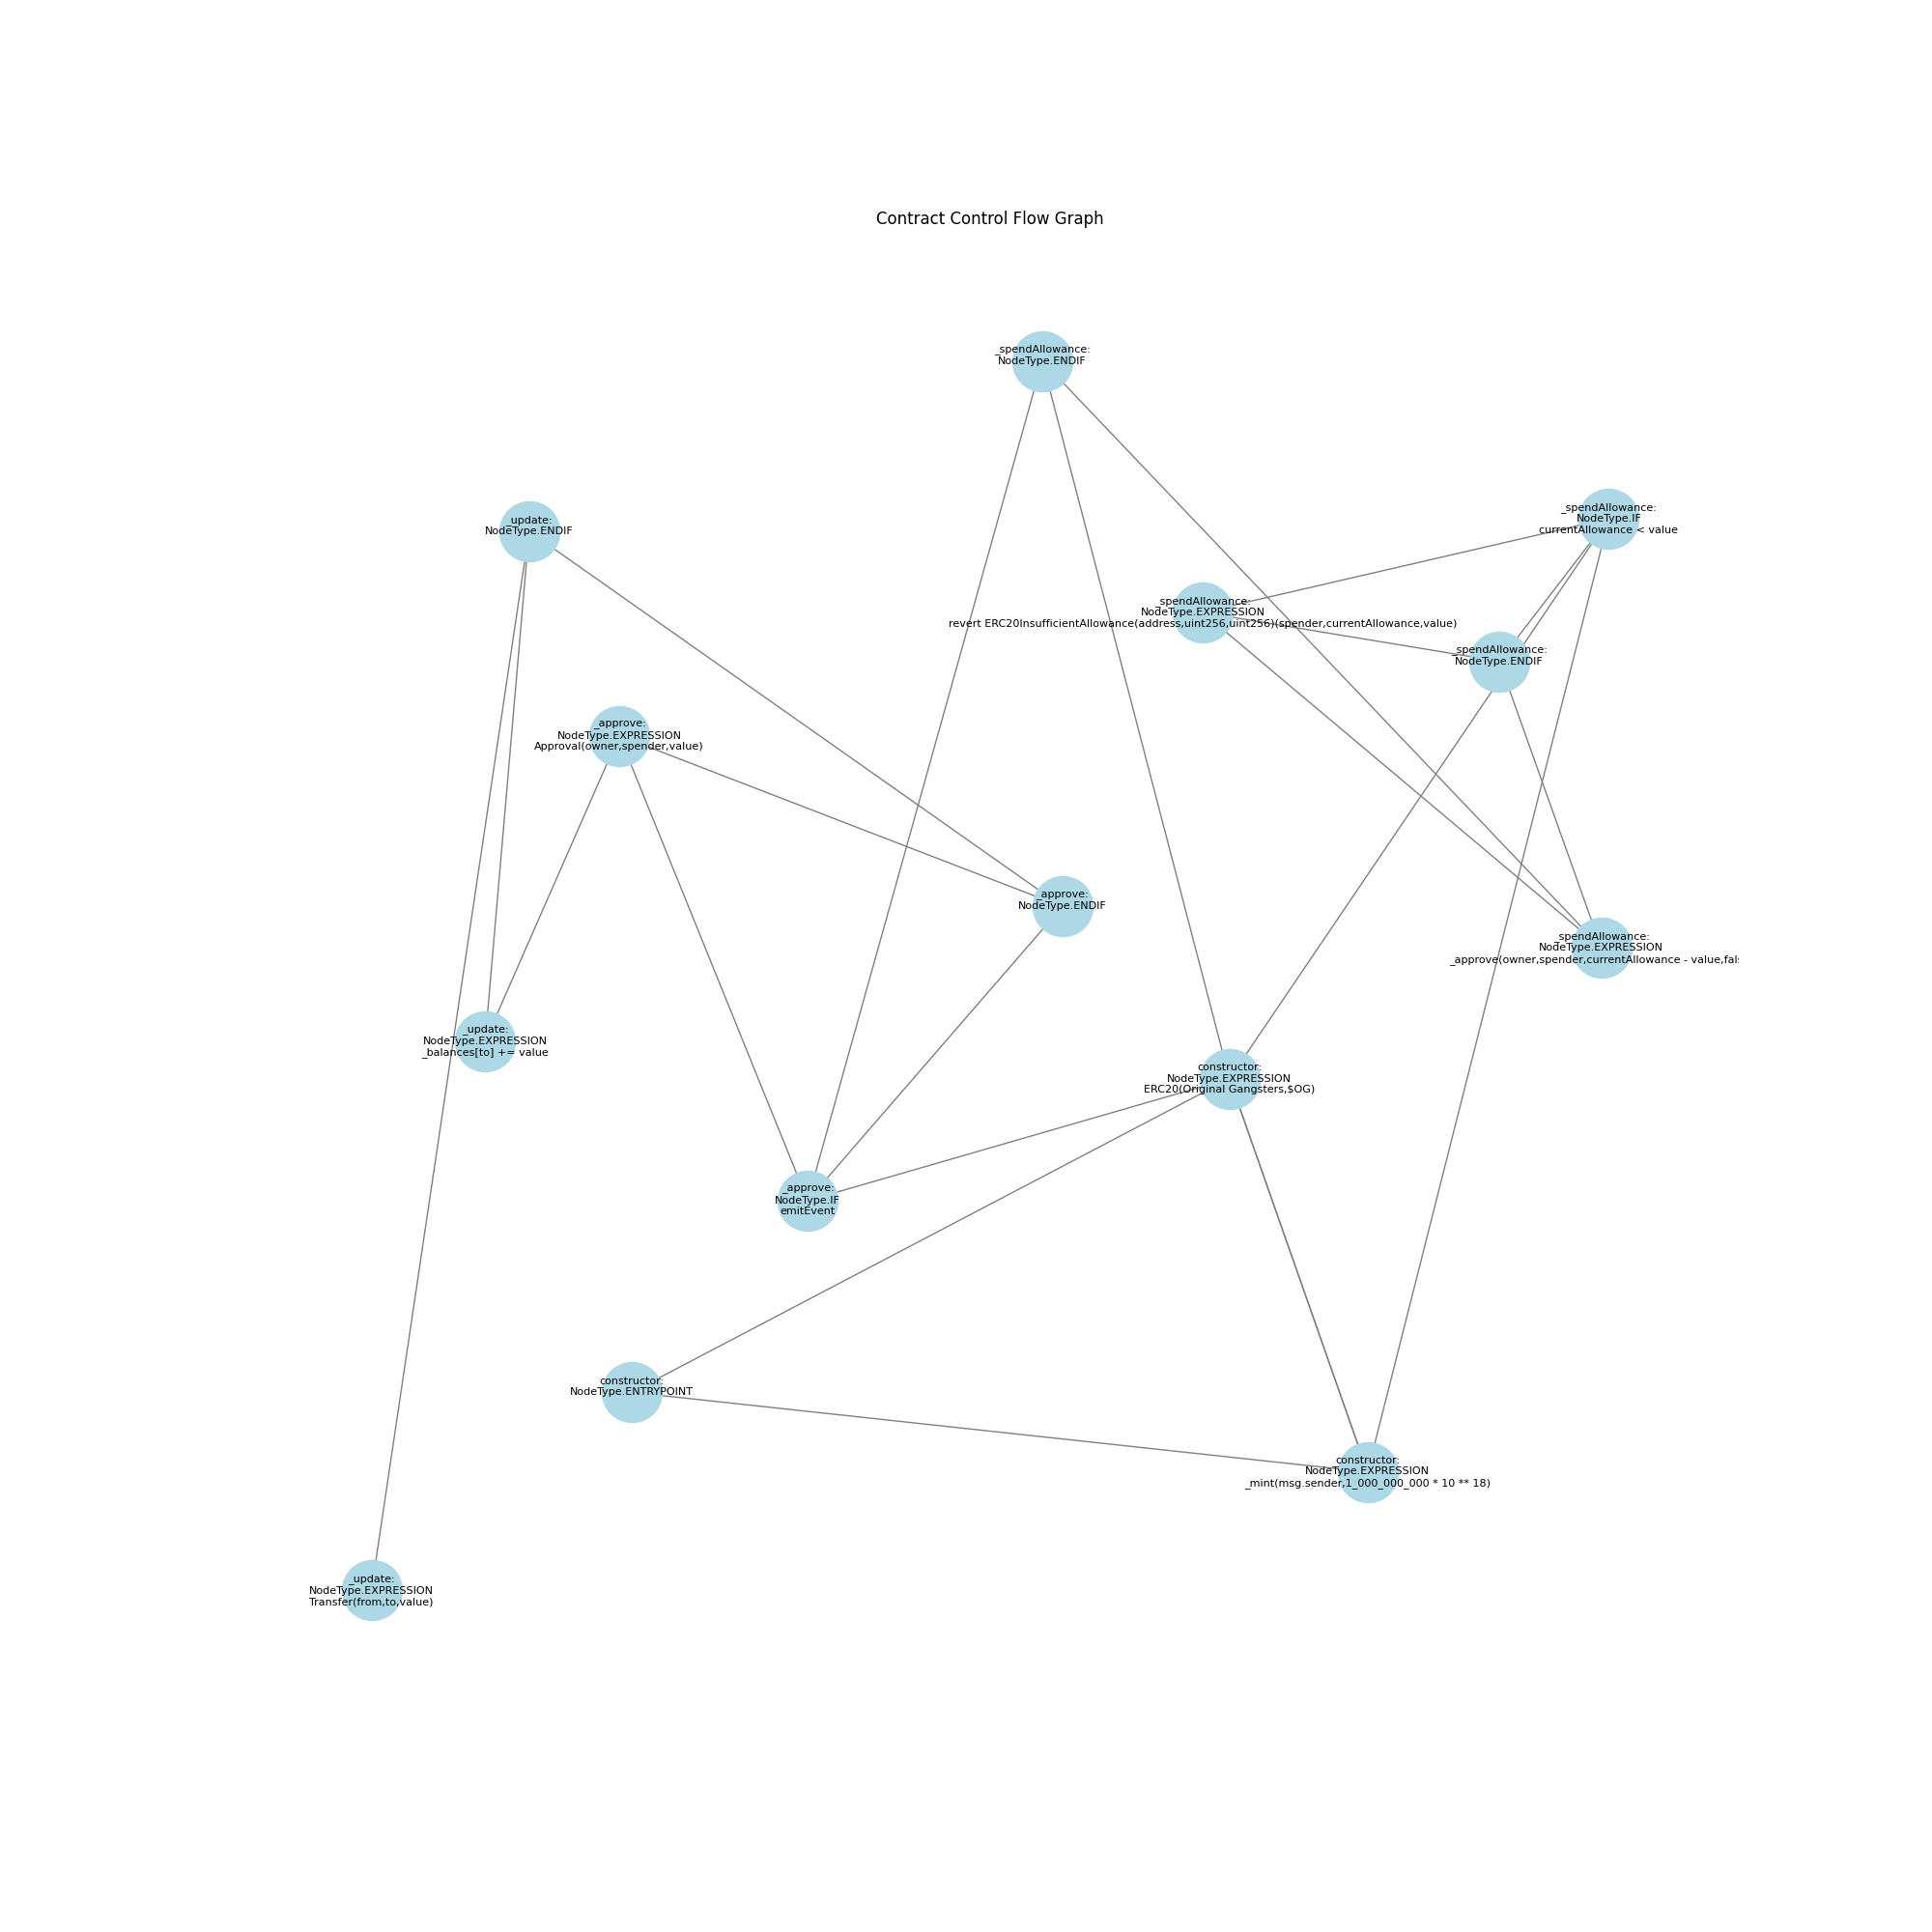 Contract Control Flow Graph
_spendAllowance:
NodeType.ENDIF
_spendAllowance:
NodeType.IF
currentAllowance < value
_update:
NodeType.ENDIF
_spendAllowance:
NodeType.EXPRESSION
revert ERC20InsufficientAllowance(address,uint256,uint256)(spender,currentAllowance,value)
_spendAllowance:
NodeType.ENDIF
_approve:
NodeType.EXPRESSION
Approval(owner,spender,value)
_approve:
NodeType.ENDIF
_spendAllowance:
NodeType.EXPRESSION
_approve(owner,spender,currentAllowance - value,fal
_update:
NodeType.EXPRESSION
_balances[to] += value
constructor:
NodeType.EXPRESSION
ERC20(Original Gangsters,$OG)
_approve:
NodeType.IF
emitEvent
constructor:
NodeType.ENTRYPOINT
constructor:
NodeType.EXPRESSION
_mint(msg.sender,1_000_000_000 * 10 ** 18)
_update:
NodeType.EXPRESSION
Transfer(from,to,value)